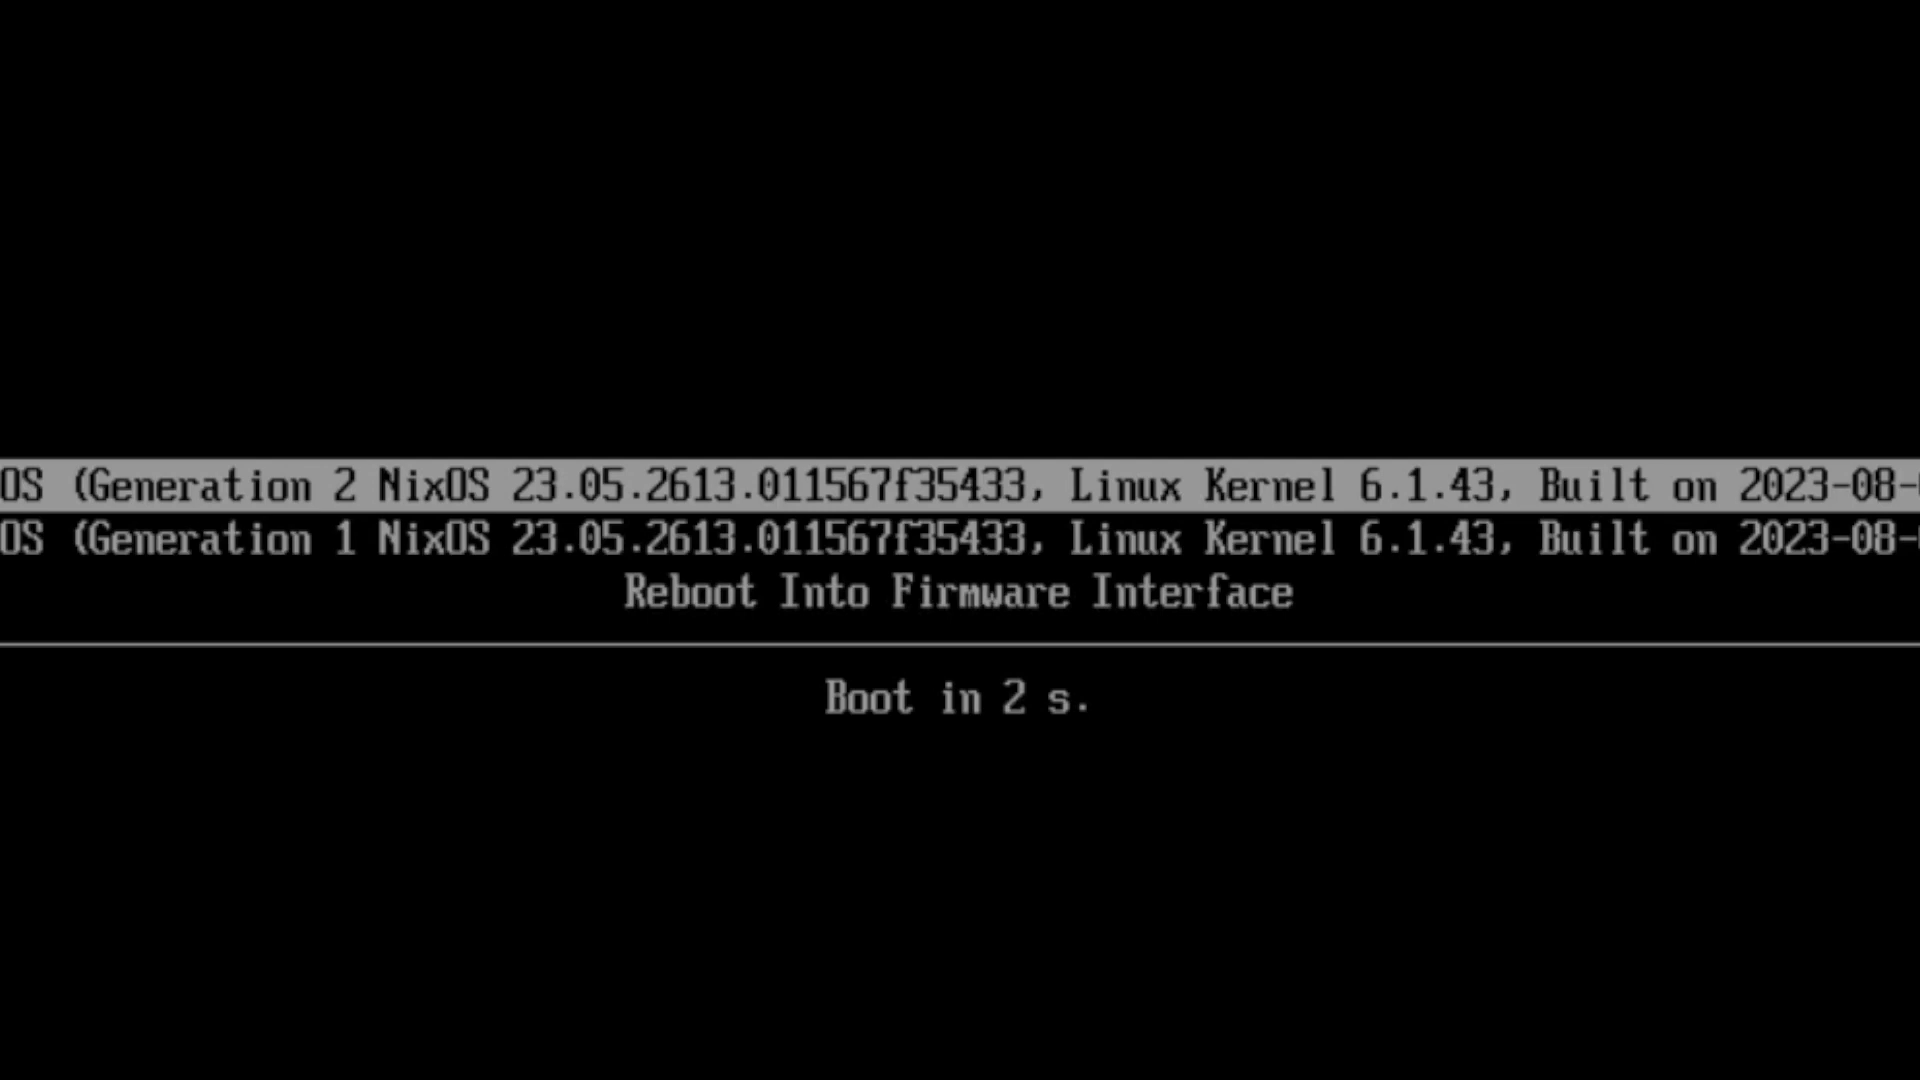 OS (Generation 2 NixOS 23.05.2613.011567f35433, Linux Kernel 6.1.43, Built on 2023-08-
OS (Generation 1 NixOS 23.05.2613.011567f35433, Linux Kernel 6.1.43, Built on 2023-08-
Reboot Into Firmware Interface
Boot in 2 s.